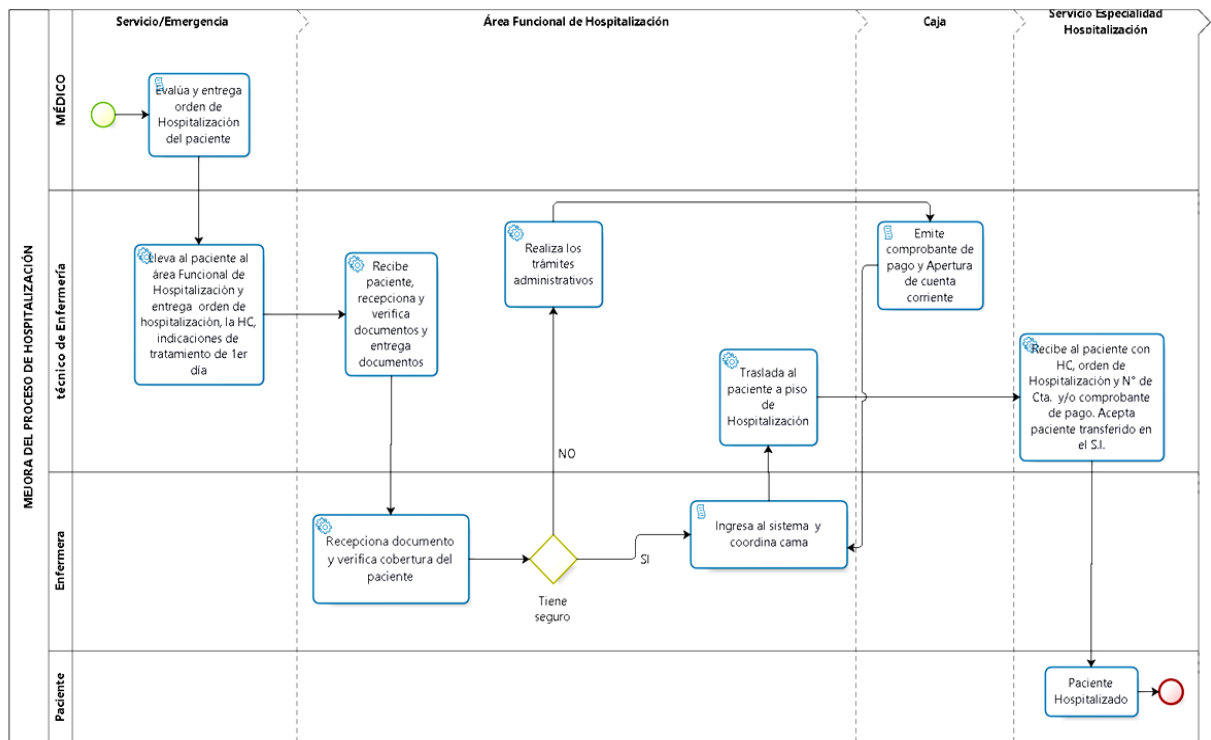 Servicio/Emergencia
Área Funcional de Hospitalización
Caja
Servicio Especialidad
Hospitalización
MEJORA DEL PROCESO DE HOSPITALIZACIÓN
MÉDICO
Evalúa y entrega
orden de
Hospitalización
del paciente
técnico de Enfermería
Lleva al paciente al
área Funcional de
Hospitalización y
entrega orden de
hospitalización, la HC,
indicaciones de
tratamiento de 1er
día
Recibe
paciente,
recepciona y
verifica
documentos y
entrega
documentos
Realiza los
trámites
administrativos
Emite
comprobante de
pago y Apertura
de cuenta
corriente
Traslada al
paciente a piso
de
Hospitalización
Recibe al paciente con
HC, orden de
Hospitalización y N° de
Cta. y/o comprobante
de pago. Acepta
paciente transferido en
el S.I.
NO
Enfermera
Recepciona documento
y verifica cobertura del
paciente
Tiene
seguro
SI
Ingresa al sistema y
coordina cama
Paciente
Paciente
Hospitalizado